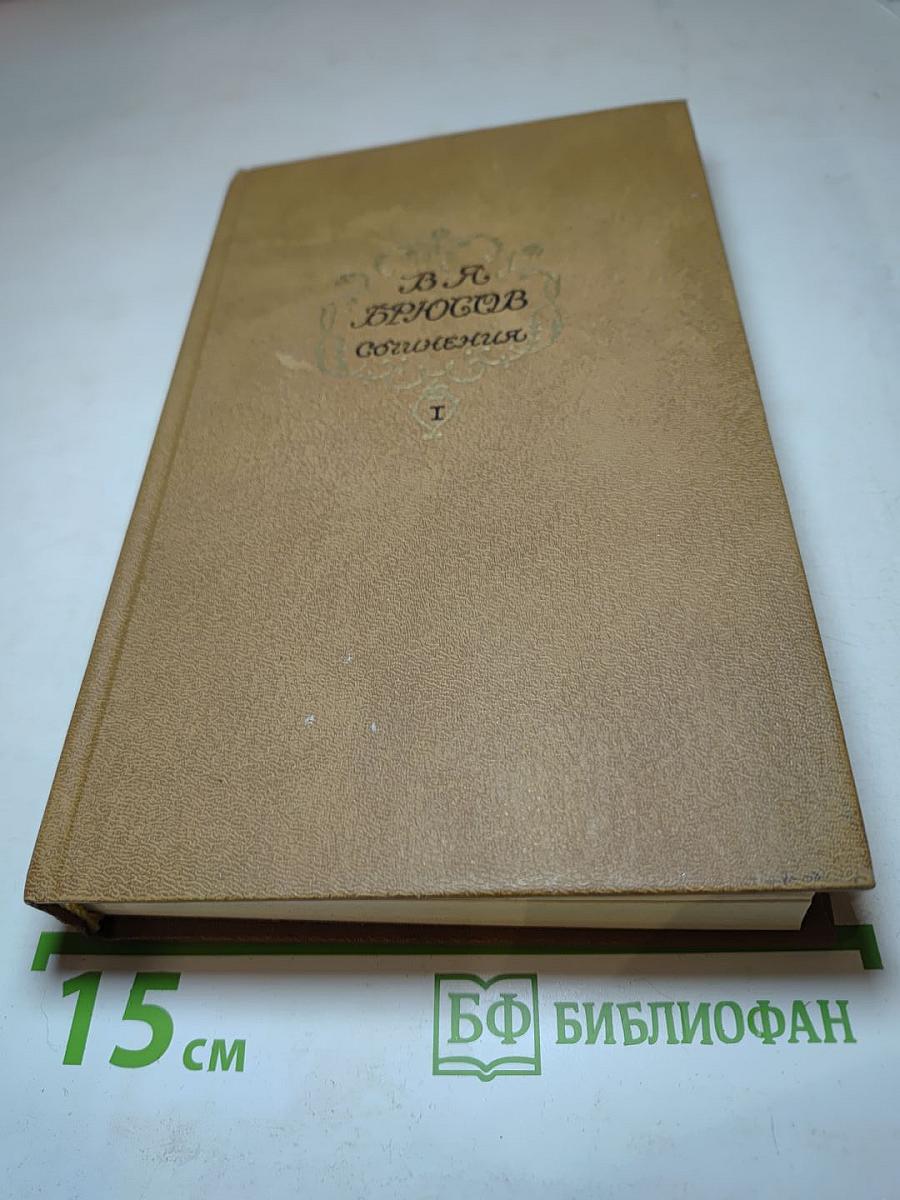 В Я
БРЮСОВ
Сочинения
I
15 см
БФ БИБЛИОФАН